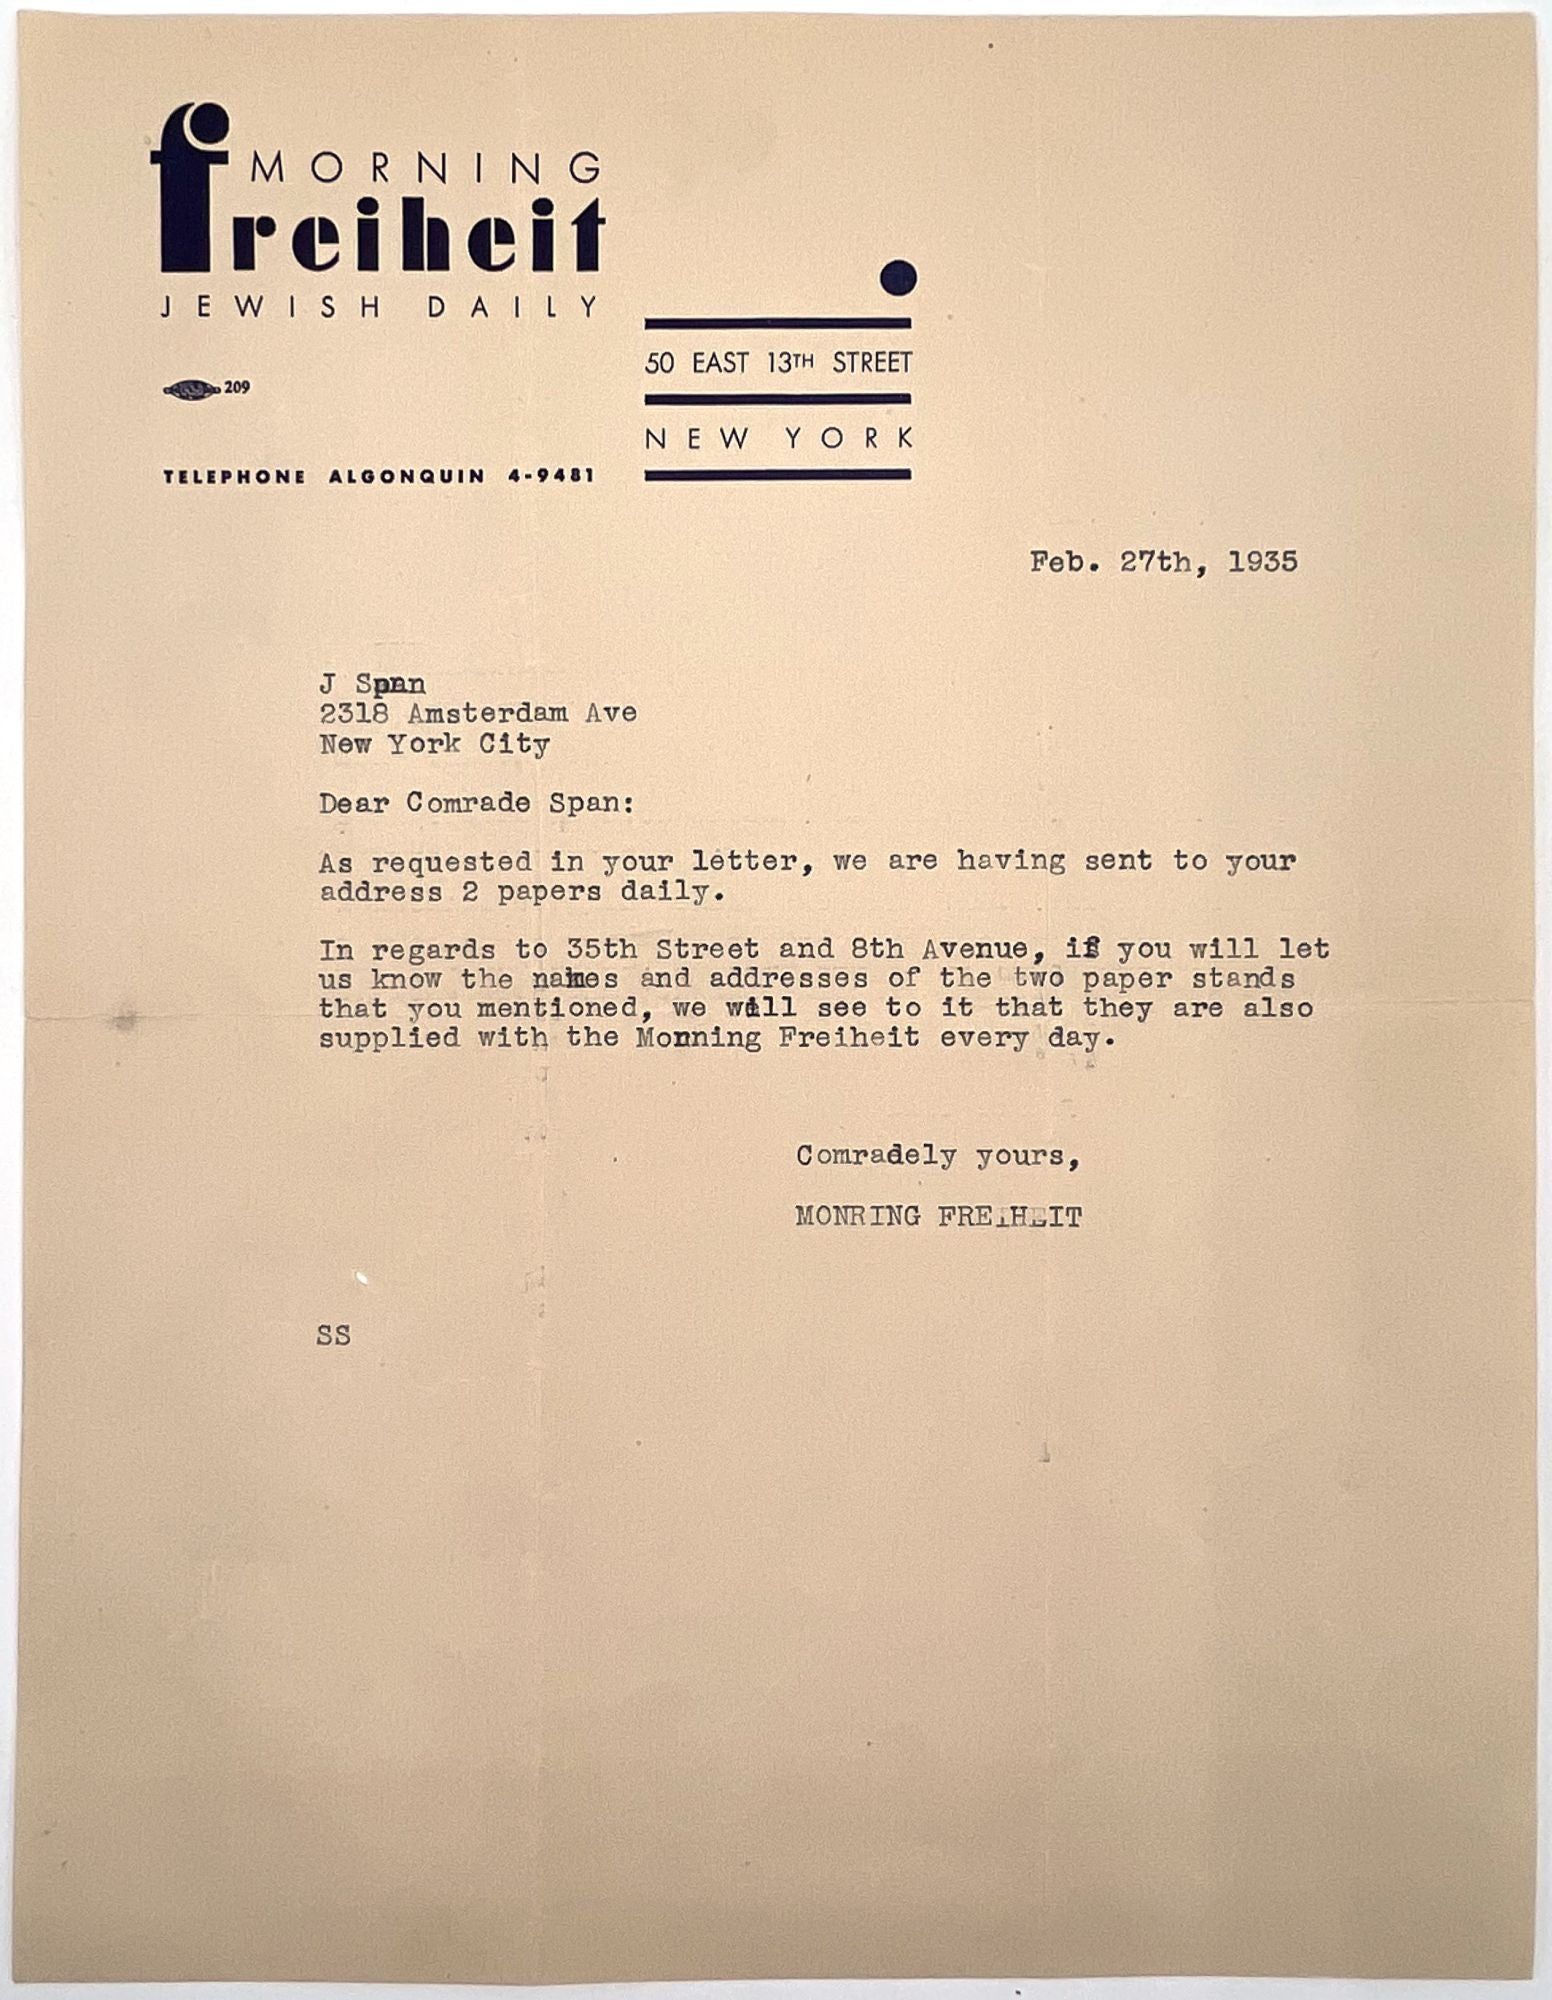 MORNING
freiheit
JEWISH DAILY
209
TELEPHONE ALGONQUIN 4-9481
50 EAST 13TH STREET
NEW YORK
Feb. 27th, 1935
J Span
2318 Amsterdam Ave
New York City
Dear Comrade Span:
As requested in your letter, we are having sent to your
address 2 papers daily.
In regards to 35th Street and 8th Avenue, if you will let
us know the names and addresses of the two paper stands
that you mentioned, we will see to it that they are also
supplied with the Morning Freiheit every day.
Comradely yours,
MONRING FREIHEIT
SS